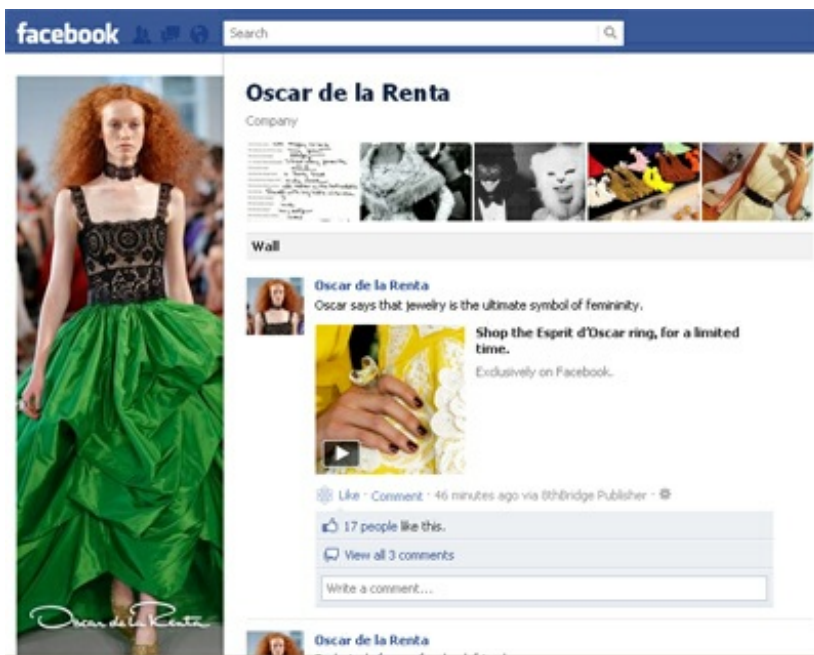 facebook
Search
Oscar de la Renta
Company
Wall
Oscar de la Renta
Oscar says that jewelry is the ultimate symbol of femininity.
Shop the Esprit d'Oscar ring, for a limited
time.
Exclusively on Facebook.
Like · Comment · 46 minutes ago via 8thBridge Publisher ·
17 people like this.
View all 3 comments
Write a comment...
Oscar de la Renta
Oscar de la Renta